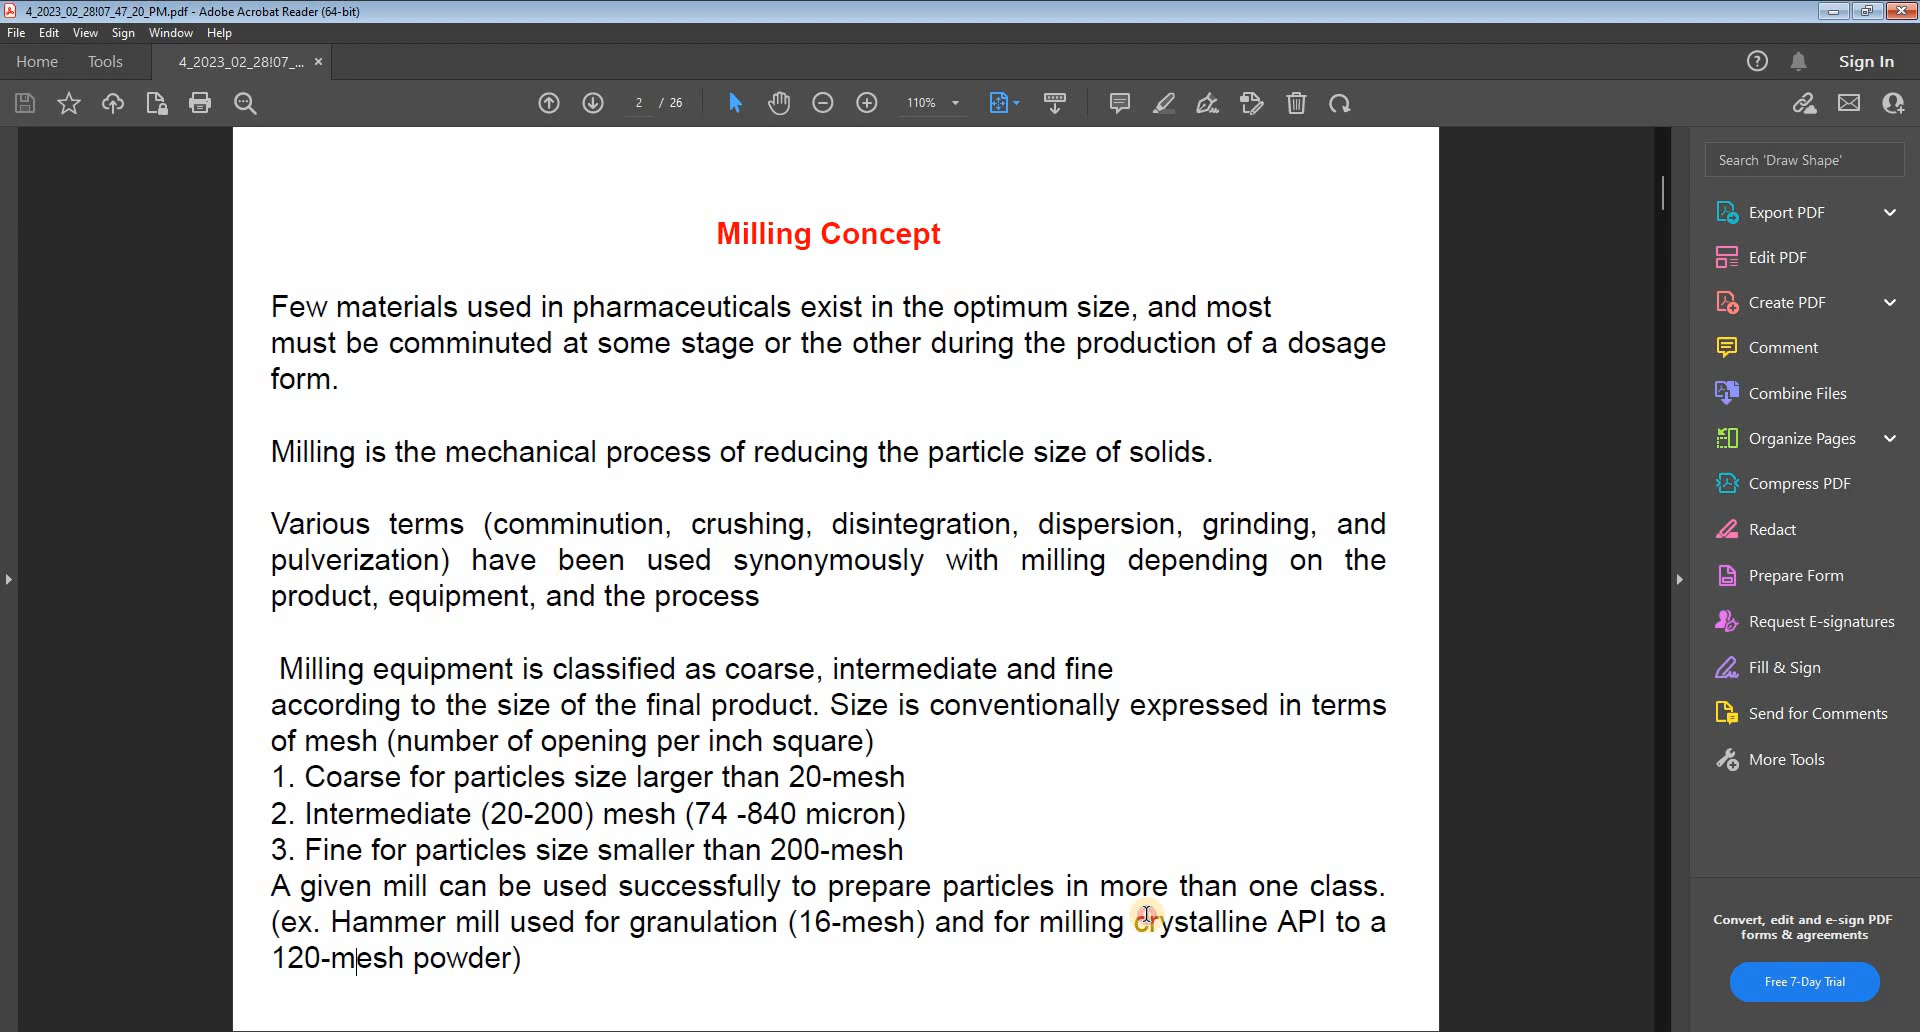 4_2023_02_28!07_47_20_PM.pdf - Adobe Acrobat Reader (64-bit)
File Edit View Sign Window Help
Home Tools 4_2023_02_28!07_... × Sign In
2 / 26 110%
Search 'Draw Shape'
Export PDF
Edit PDF
Create PDF
Comment
Combine Files
Organize Pages
Compress PDF
Redact
Prepare Form
Request E-signatures
Fill & Sign
Send for Comments
More Tools
Convert, edit and e-sign PDF
forms & agreements
Free 7-Day Trial
Milling Concept
Few materials used in pharmaceuticals exist in the optimum size, and most
must be comminuted at some stage or the other during the production of a dosage
form.
Milling is the mechanical process of reducing the particle size of solids.
Various terms (comminution, crushing, disintegration, dispersion, grinding, and
pulverization) have been used synonymously with milling depending on the
product, equipment, and the process
Milling equipment is classified as coarse, intermediate and fine
according to the size of the final product. Size is conventionally expressed in terms
of mesh (number of opening per inch square)
1. Coarse for particles size larger than 20-mesh
2. Intermediate (20-200) mesh (74 -840 micron)
3. Fine for particles size smaller than 200-mesh
A given mill can be used successfully to prepare particles in more than one class.
(ex. Hammer mill used for granulation (16-mesh) and for milling crystalline API to a
120-mesh powder)